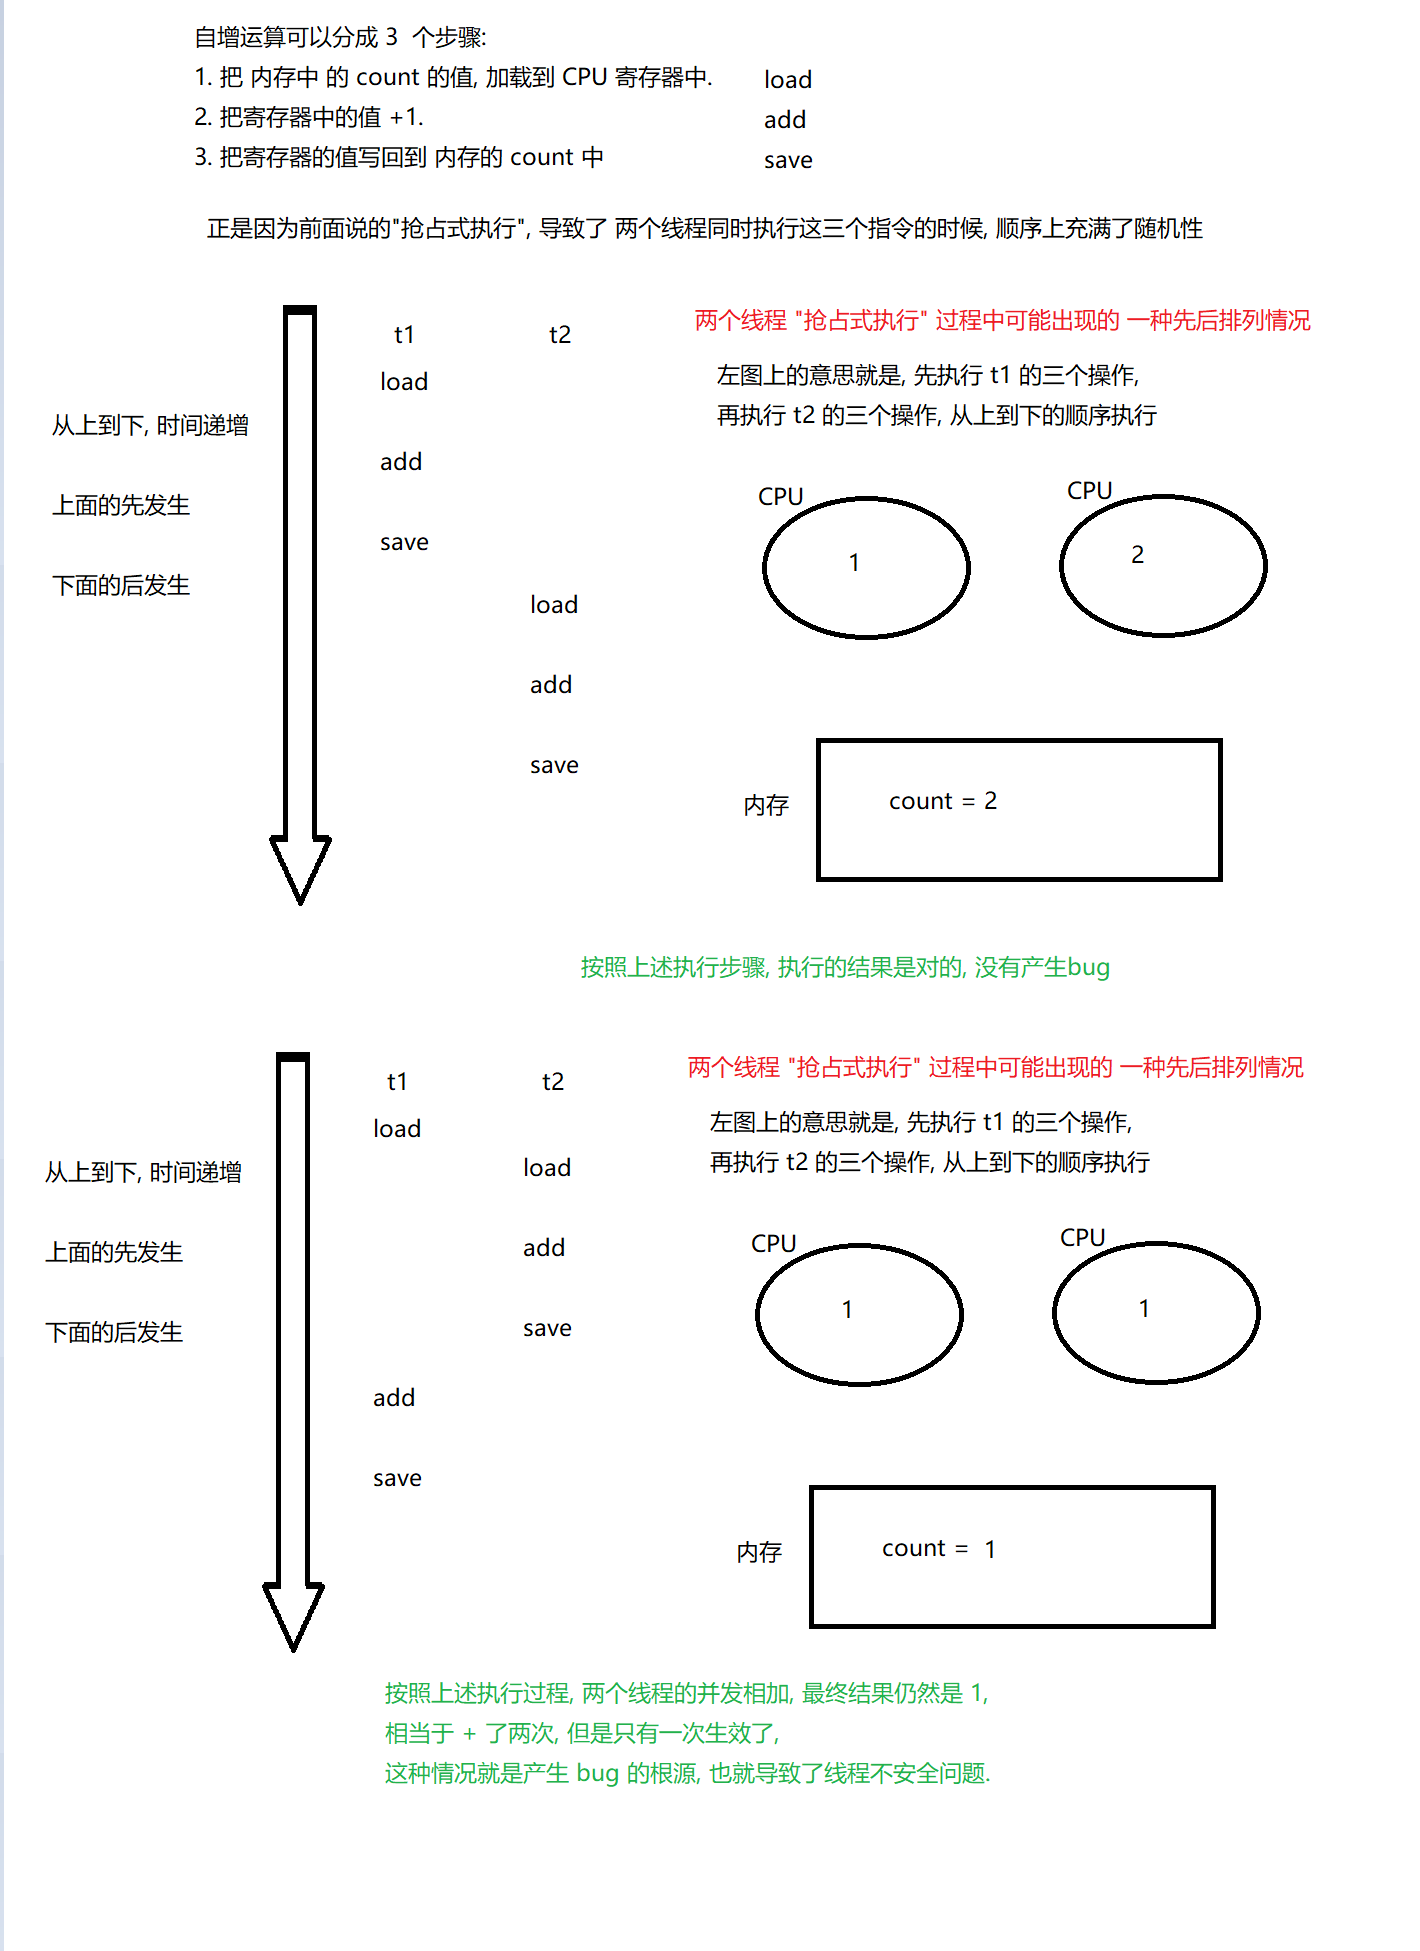 自增运算可以分成 3 个步骤:
1. 把 内存中 的 count 的值, 加载到 CPU 寄存器中. load
2. 把寄存器中的值 +1. add
3. 把寄存器的值写回到 内存的 count 中 save
正是因为前面说的"抢占式执行", 导致了 两个线程同时执行这三个指令的时候, 顺序上充满了随机性
两个线程 "抢占式执行" 过程中可能出现的 一种先后排列情况
t1 t2
左图上的意思就是, 先执行 t1 的三个操作,
load
再执行 t2 的三个操作, 从上到下的顺序执行
从上到下, 时间递增
add
CPU CPU
上面的先发生
save
1 2
下面的后发生
load
add
save
内存 count = 2
按照上述执行步骤, 执行的结果是对的, 没有产生bug
两个线程 "抢占式执行" 过程中可能出现的 一种先后排列情况
t1 t2
左图上的意思就是, 先执行 t1 的三个操作,
load
再执行 t2 的三个操作, 从上到下的顺序执行
从上到下, 时间递增
load
CPU CPU
上面的先发生
add
1 1
下面的后发生
save
add
save
内存 count = 1
按照上述执行过程, 两个线程的并发相加, 最终结果仍然是 1,
相当于 + 了两次, 但是只有一次生效了,
这种情况就是产生 bug 的根源, 也就导致了线程不安全问题.